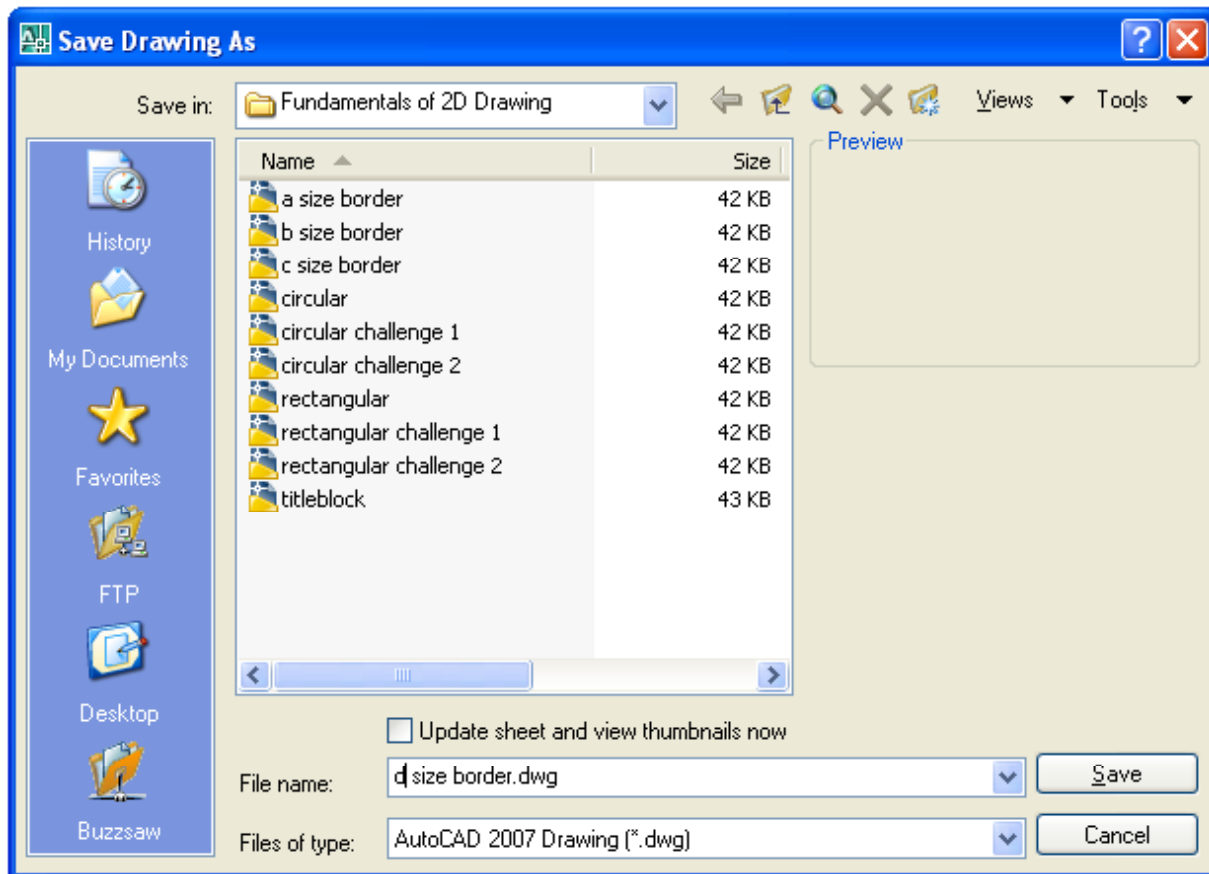 Save Drawing As
Save in: Fundamentals of 2D Drawing Views Tools
Name Size Preview
a size border 42 KB
b size border 42 KB
c size border 42 KB
circular 42 KB
circular challenge 1 42 KB
circular challenge 2 42 KB
rectangular 42 KB
rectangular challenge 1 42 KB
rectangular challenge 2 42 KB
titleblock 43 KB
History
My Documents
Favorites
FTP
Desktop
Buzzsaw
Update sheet and view thumbnails now
File name: d size border.dwg Save
Files of type: AutoCAD 2007 Drawing (*.dwg) Cancel